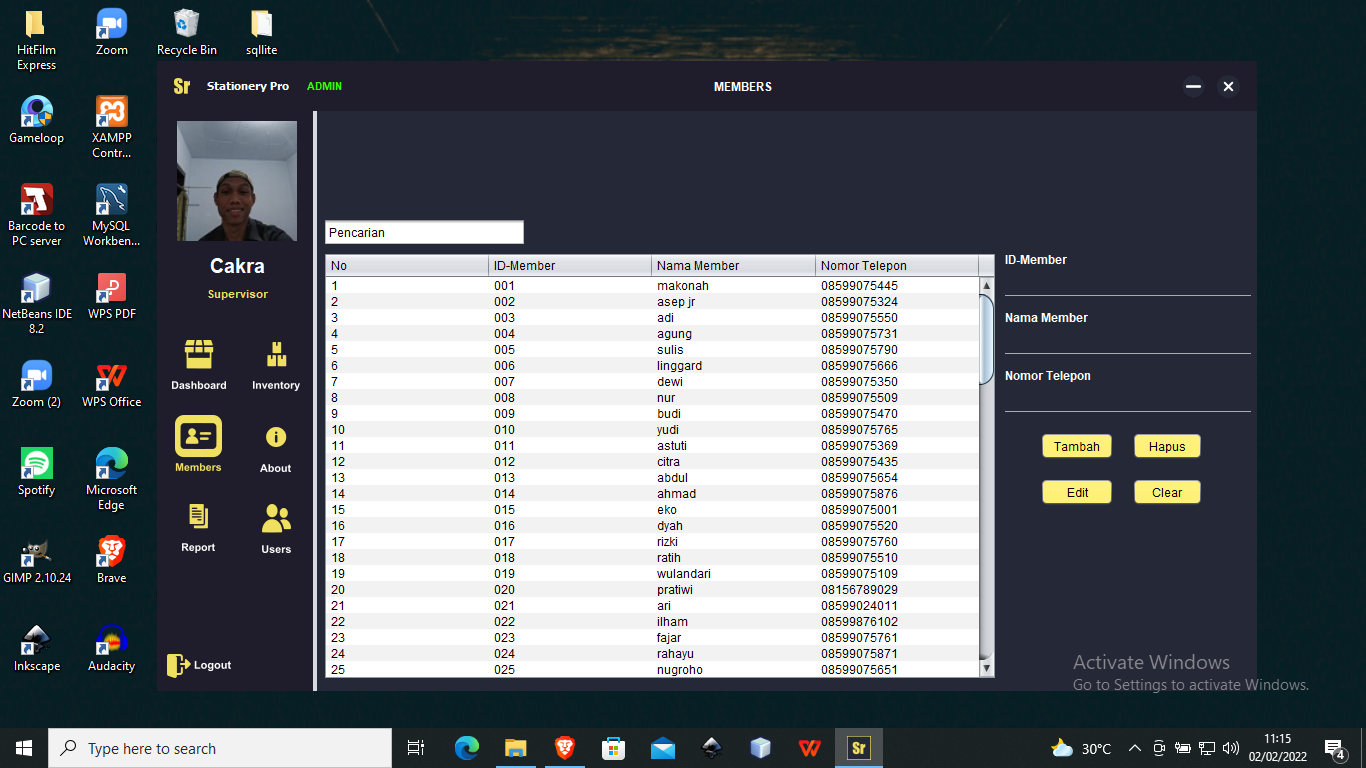 HitFilm Express
Zoom
Recycle Bin
sqllite
Gameloop
XAMPP Contr...
Barcode to PC server
MySQL Workben...
NetBeans IDE 8.2
WPS PDF
Zoom (2)
WPS Office
Spotify
Microsoft Edge
GIMP 2.10.24
Brave
Inkscape
Audacity
Sr Stationery Pro ADMIN MEMBERS
Cakra
Supervisor
Dashboard Inventory
Members About
Report Users
Logout
Pencarian
No ID-Member Nama Member Nomor Telepon
1 001 makonah 08599075445
2 002 asep jr 08599075324
3 003 adi 08599075550
4 004 agung 08599075731
5 005 sulis 08599075790
6 006 linggard 08599075666
7 007 dewi 08599075350
8 008 nur 08599075509
9 009 budi 08599075470
10 010 yudi 08599075765
11 011 astuti 08599075369
12 012 citra 08599075435
13 013 abdul 08599075654
14 014 ahmad 08599075876
15 015 eko 08599075001
16 016 dyah 08599075520
17 017 rizki 08599075760
18 018 ratih 08599075510
19 019 wulandari 08599075109
20 020 pratiwi 08156789029
21 021 ari 08599024011
22 022 ilham 08599876102
23 023 fajar 08599075761
24 024 rahayu 08599075871
25 025 nugroho 08599075651
ID-Member
Nama Member
Nomor Telepon
Tambah Hapus
Edit Clear
Activate Windows
Go to Settings to activate Windows.
Type here to search
Sr
30°C
11:15
02/02/2022
4